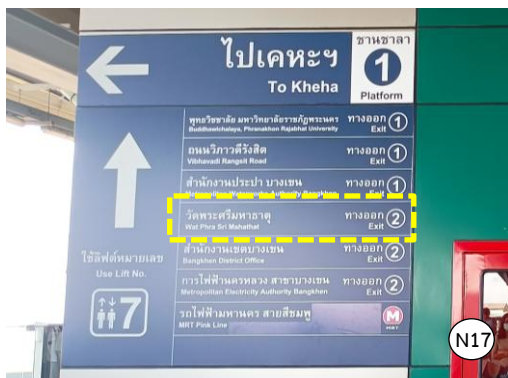 ไปเคหะฯ
To Kheha
ชานชาลา
1
Platform
พุทธวิชชาลัย มหาวิทยาลัยราชภัฏพระนคร ทางออก 1
Buddhawichalaya, Phranakhon Rajabhat University Exit
ถนนวิภาวดีรังสิต ทางออก 1
Vibhavadi Rangsit Road Exit
สำนักงานประปา บางเขน ทางออก 1
Metropolitan Waterworks Authority Bangkhen Exit
วัดพระศรีมหาธาตุ ทางออก 2
Wat Phra Sri Mahathat Exit
สำนักงานเขตบางเขน ทางออก 2
Bangkhen District Office Exit
การไฟฟ้านครหลวง สาขาบางเขน ทางออก 2
Metropolitan Electricity Authority Bangkhen Exit
รถไฟฟ้ามหานคร สายสีชมพู M
MRT Pink Line MRT
ใช้ลิฟต์หมายเลข
Use Lift No.
7
N17